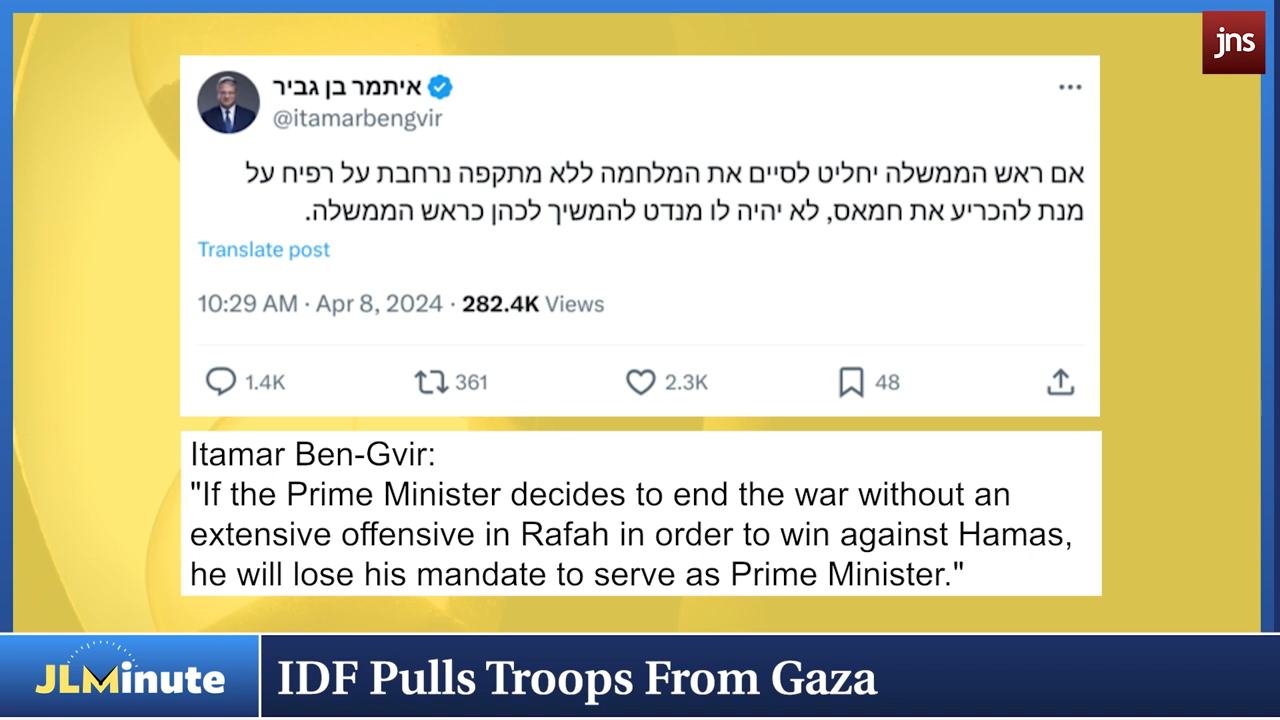 jns
איתמר בן גביר
@itamarbengvir
אם ראש הממשלה יחליט לסיים את המלחמה ללא מתקפה נרחבת על רפיח על
מנת להכריע את חמאס, לא יהיה לו מנדט להמשיך לכהן כראש הממשלה.
Translate post
10:29 AM · Apr 8, 2024 · 282.4K Views
1.4K 361 2.3K 48
Itamar Ben-Gvir:
"If the Prime Minister decides to end the war without an
extensive offensive in Rafah in order to win against Hamas,
he will lose his mandate to serve as Prime Minister."
JLMinute
IDF Pulls Troops From Gaza